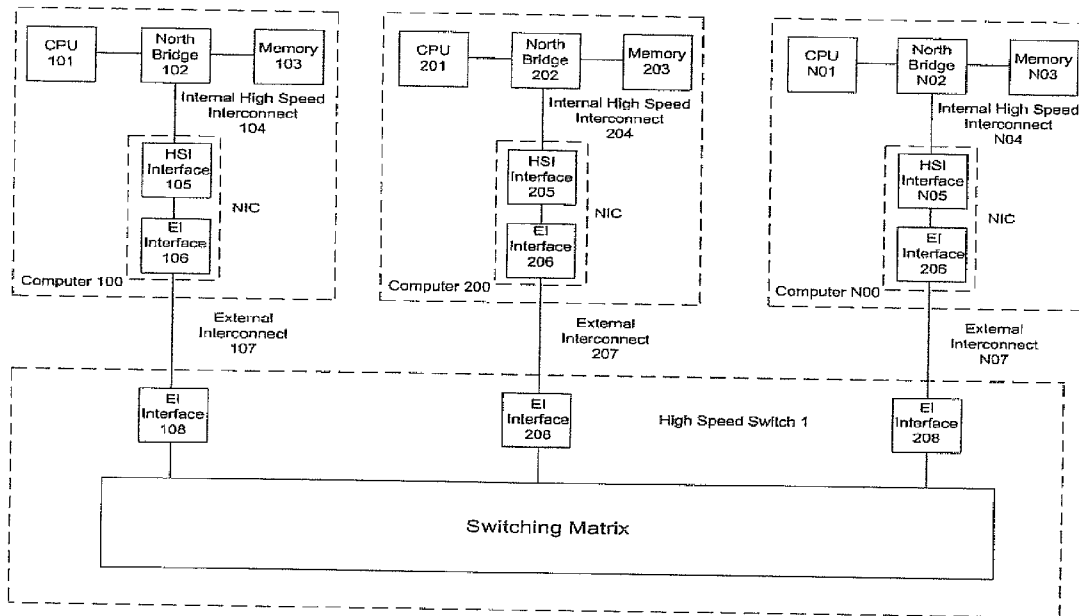 CPU
101
North
Bridge
102
Memory
103
Internal High Speed
Interconnect
104
HSI
Interface
105
NIC
EI
Interface
106
Computer 100
External
Interconnect
107
CPU
201
North
Bridge
202
Memory
203
Internal High Speed
Interconnect
204
HSI
Interface
205
NIC
EI
Interface
206
Computer 200
External
Interconnect
207
CPU
N01
North
Bridge
N02
Memory
N03
Internal High Speed
Interconnect
N04
HSI
Interface
N05
NIC
EI
Interface
206
Computer N00
External
Interconnect
N07
EI
Interface
108
EI
Interface
208
High Speed Switch 1
EI
Interface
208
Switching Matrix